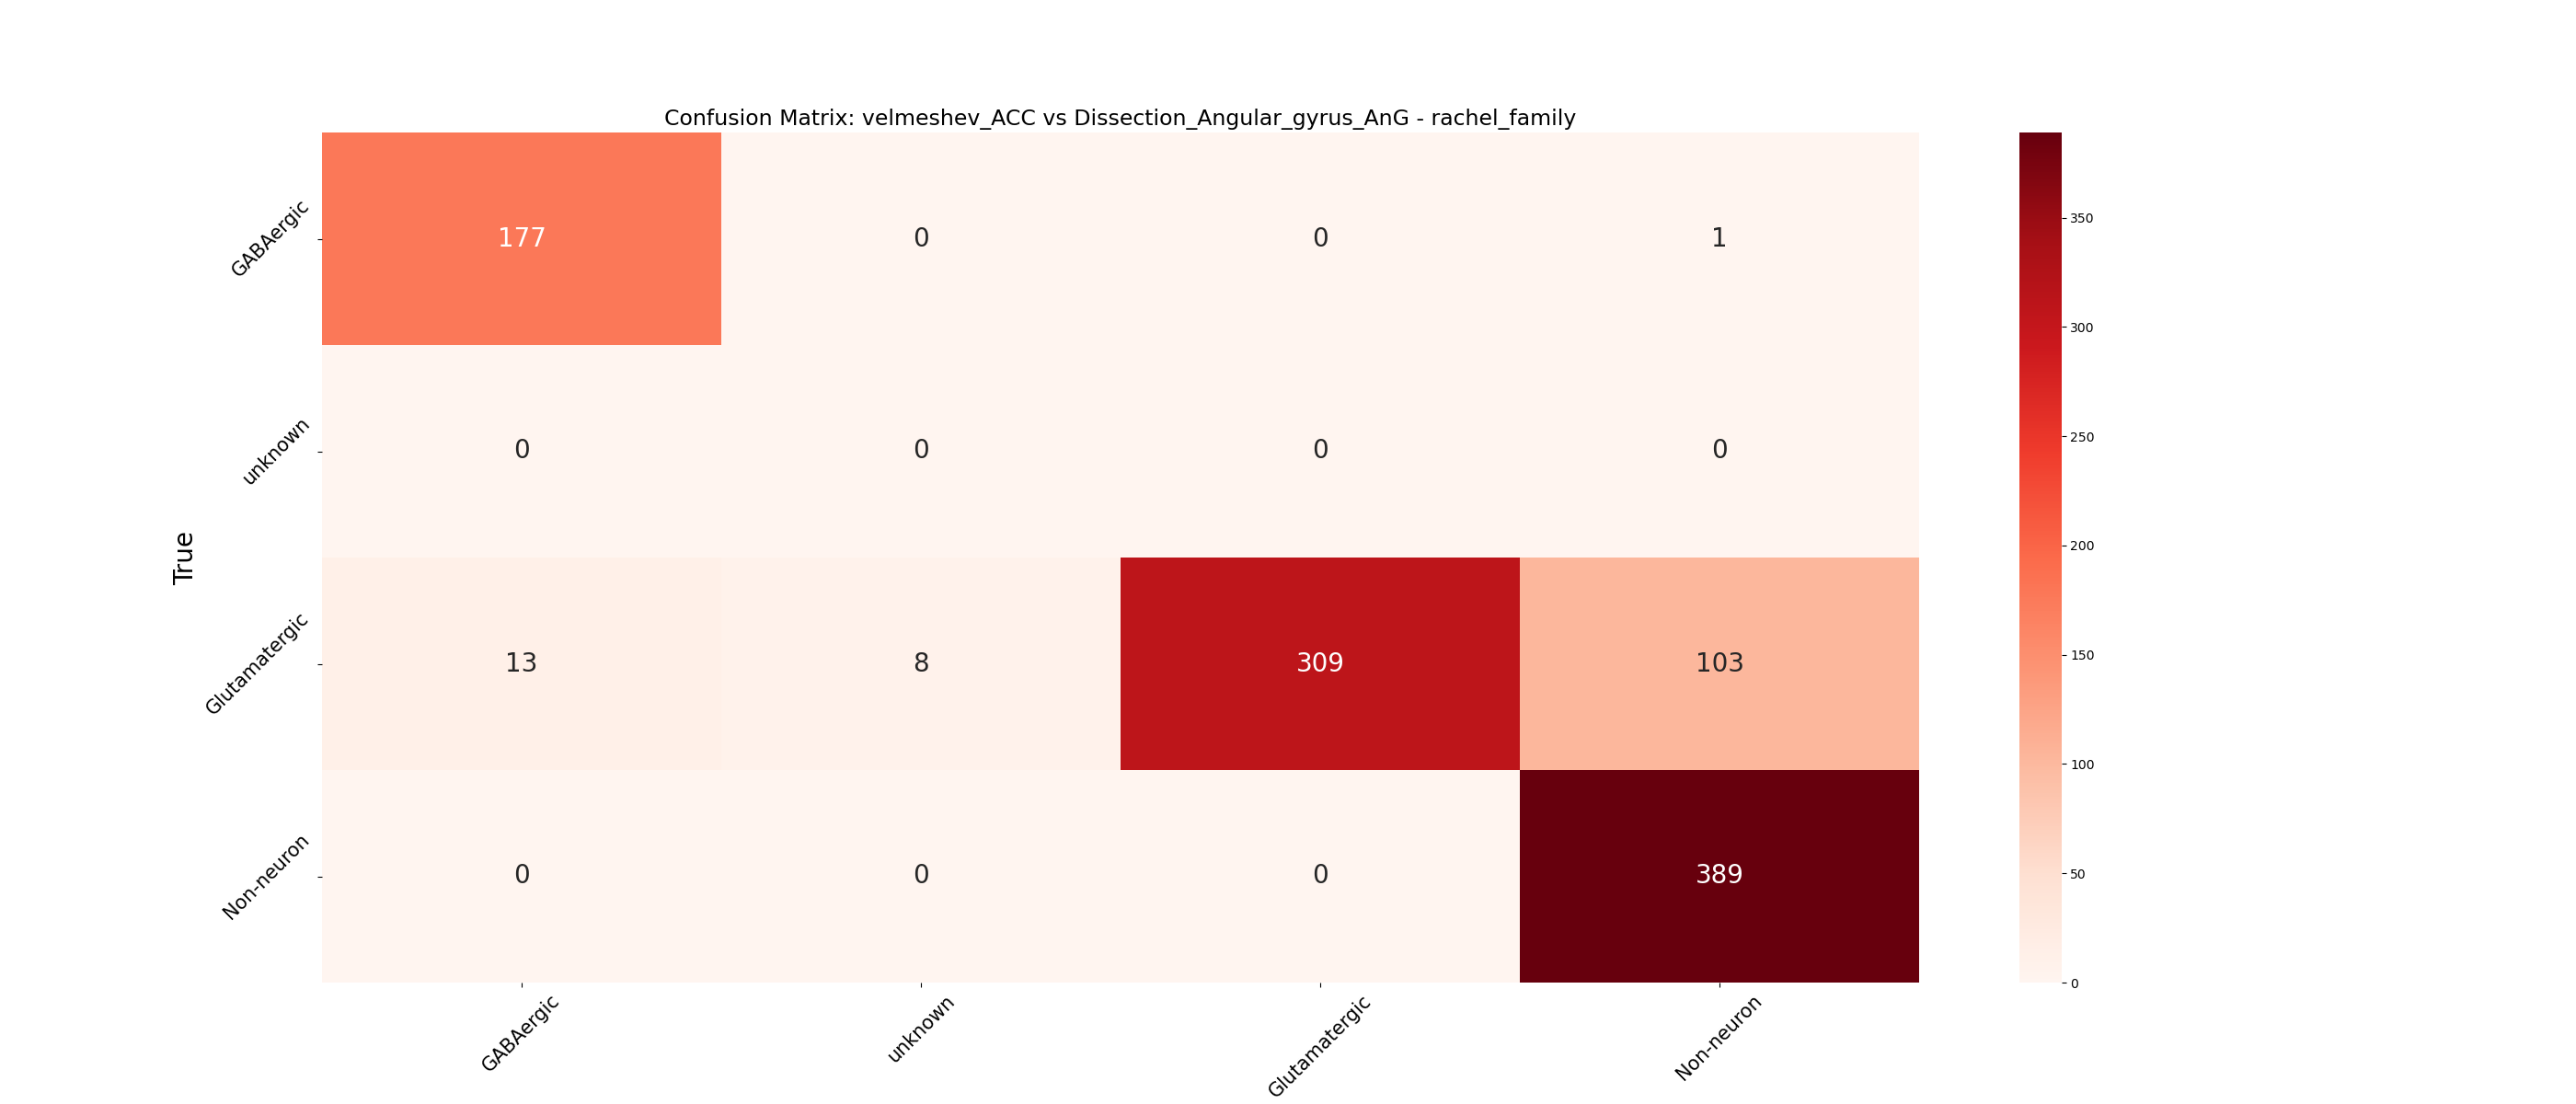 Confusion Matrix: velmeshev_ACC vs Dissection_Angular_gyrus_AnG - rachel_family
True
GABAergic
177 0 0 1
unknown
0 0 0 0
Glutamatergic
13 8 309 103
Non-neuron
0 0 0 389
GABAergic unknown Glutamatergic Non-neuron
350
300
250
200
150
100
50
0